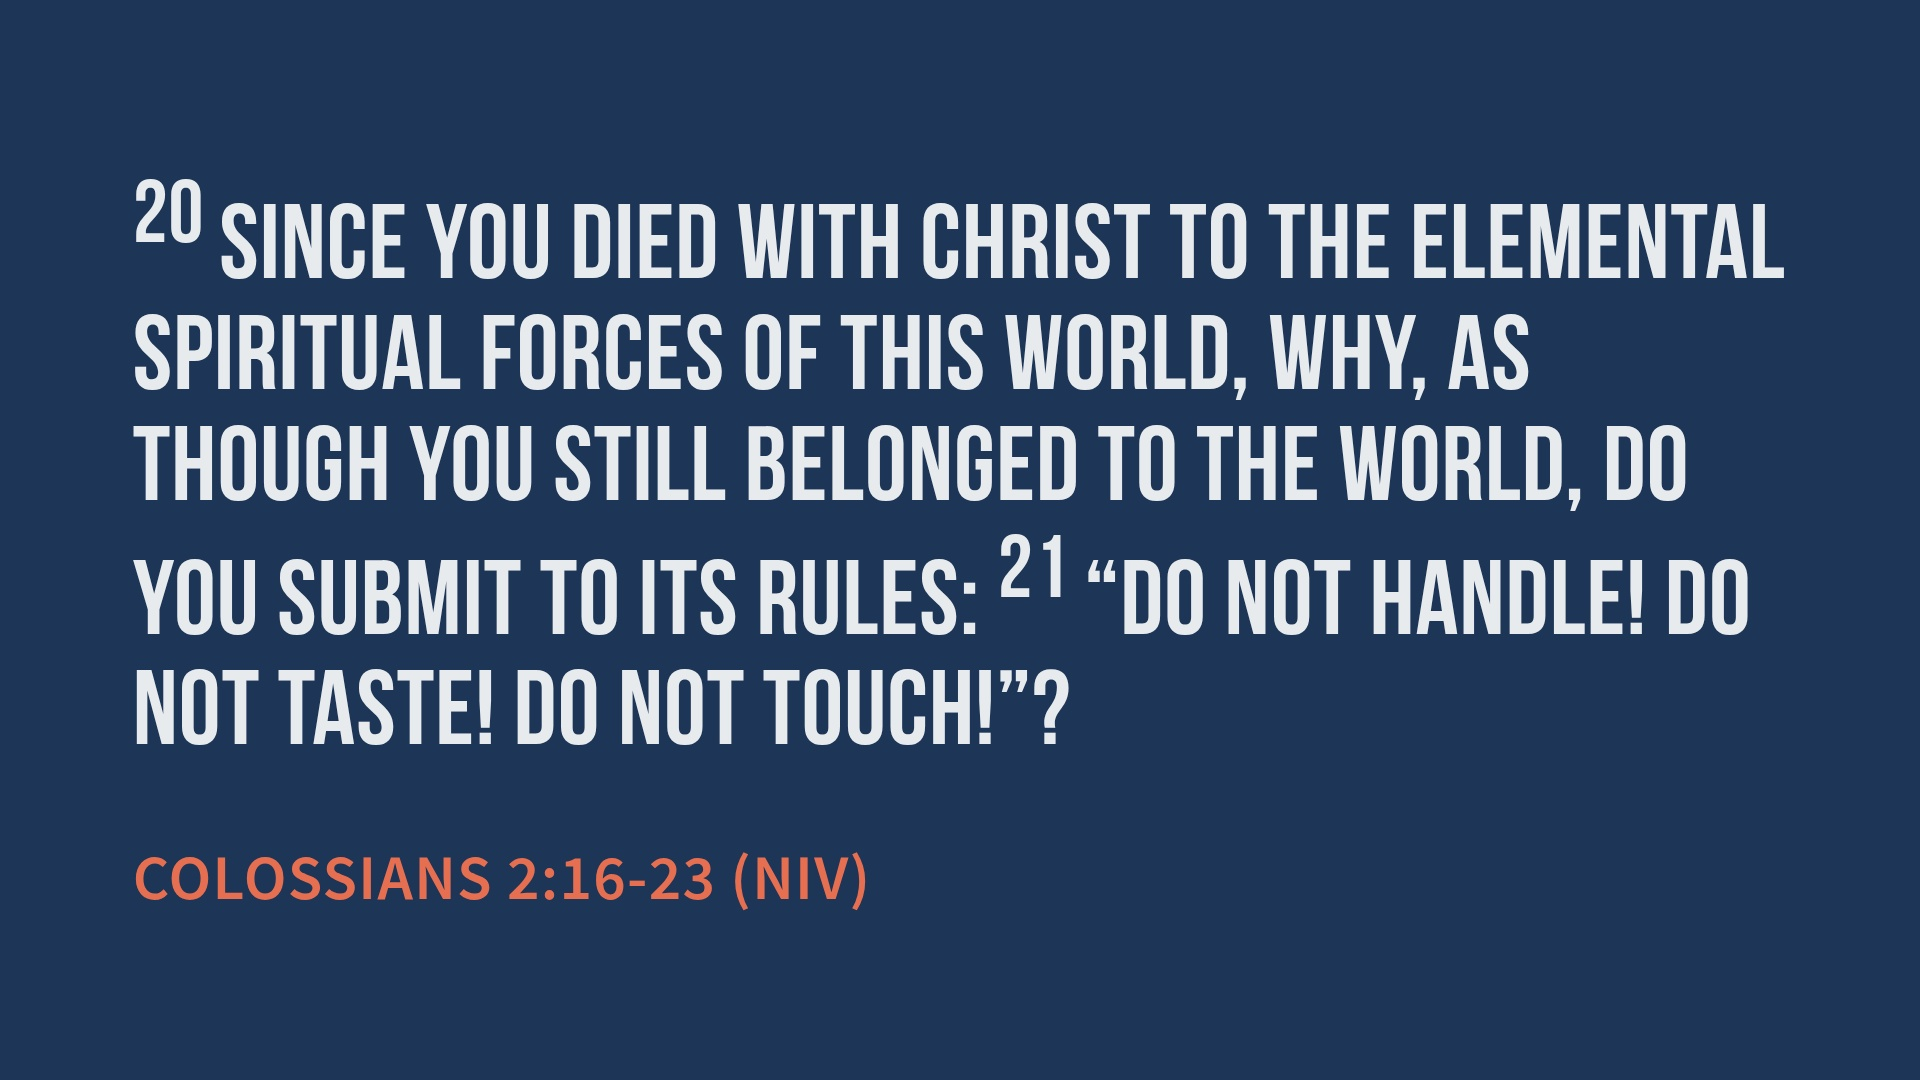 20 SINCE YOU DIED WITH CHRIST TO THE ELEMENTAL
SPIRITUAL FORCES OF THIS WORLD, WHY, AS
THOUGH YOU STILL BELONGED TO THE WORLD, DO
YOU SUBMIT TO ITS RULES: 21 “DO NOT HANDLE! DO
NOT TASTE! DO NOT TOUCH!”?
COLOSSIANS 2:16-23 (NIV)